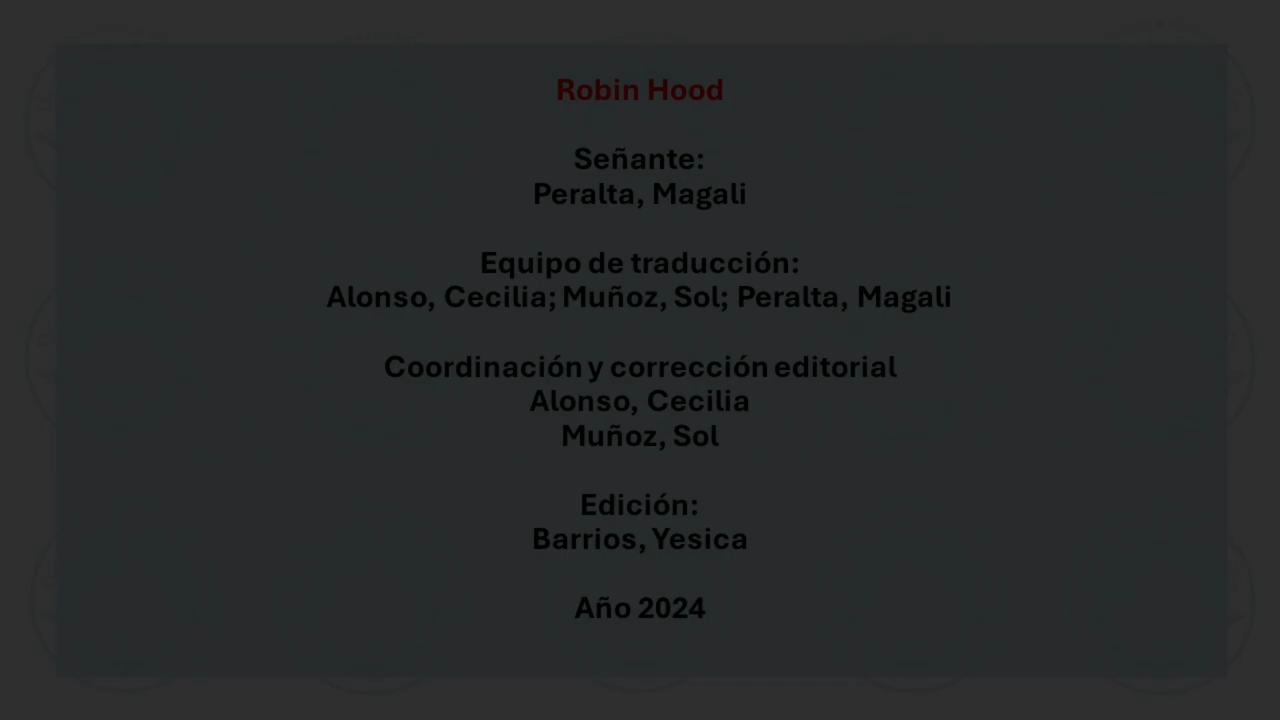 Robin Hood
Señante:
Peralta, Magali
Equipo de traducción:
Alonso, Cecilia; Muñoz, Sol; Peralta, Magali
Coordinación y corrección editorial
Alonso, Cecilia
Muñoz, Sol
Edición:
Barrios, Yesica
Año 2024